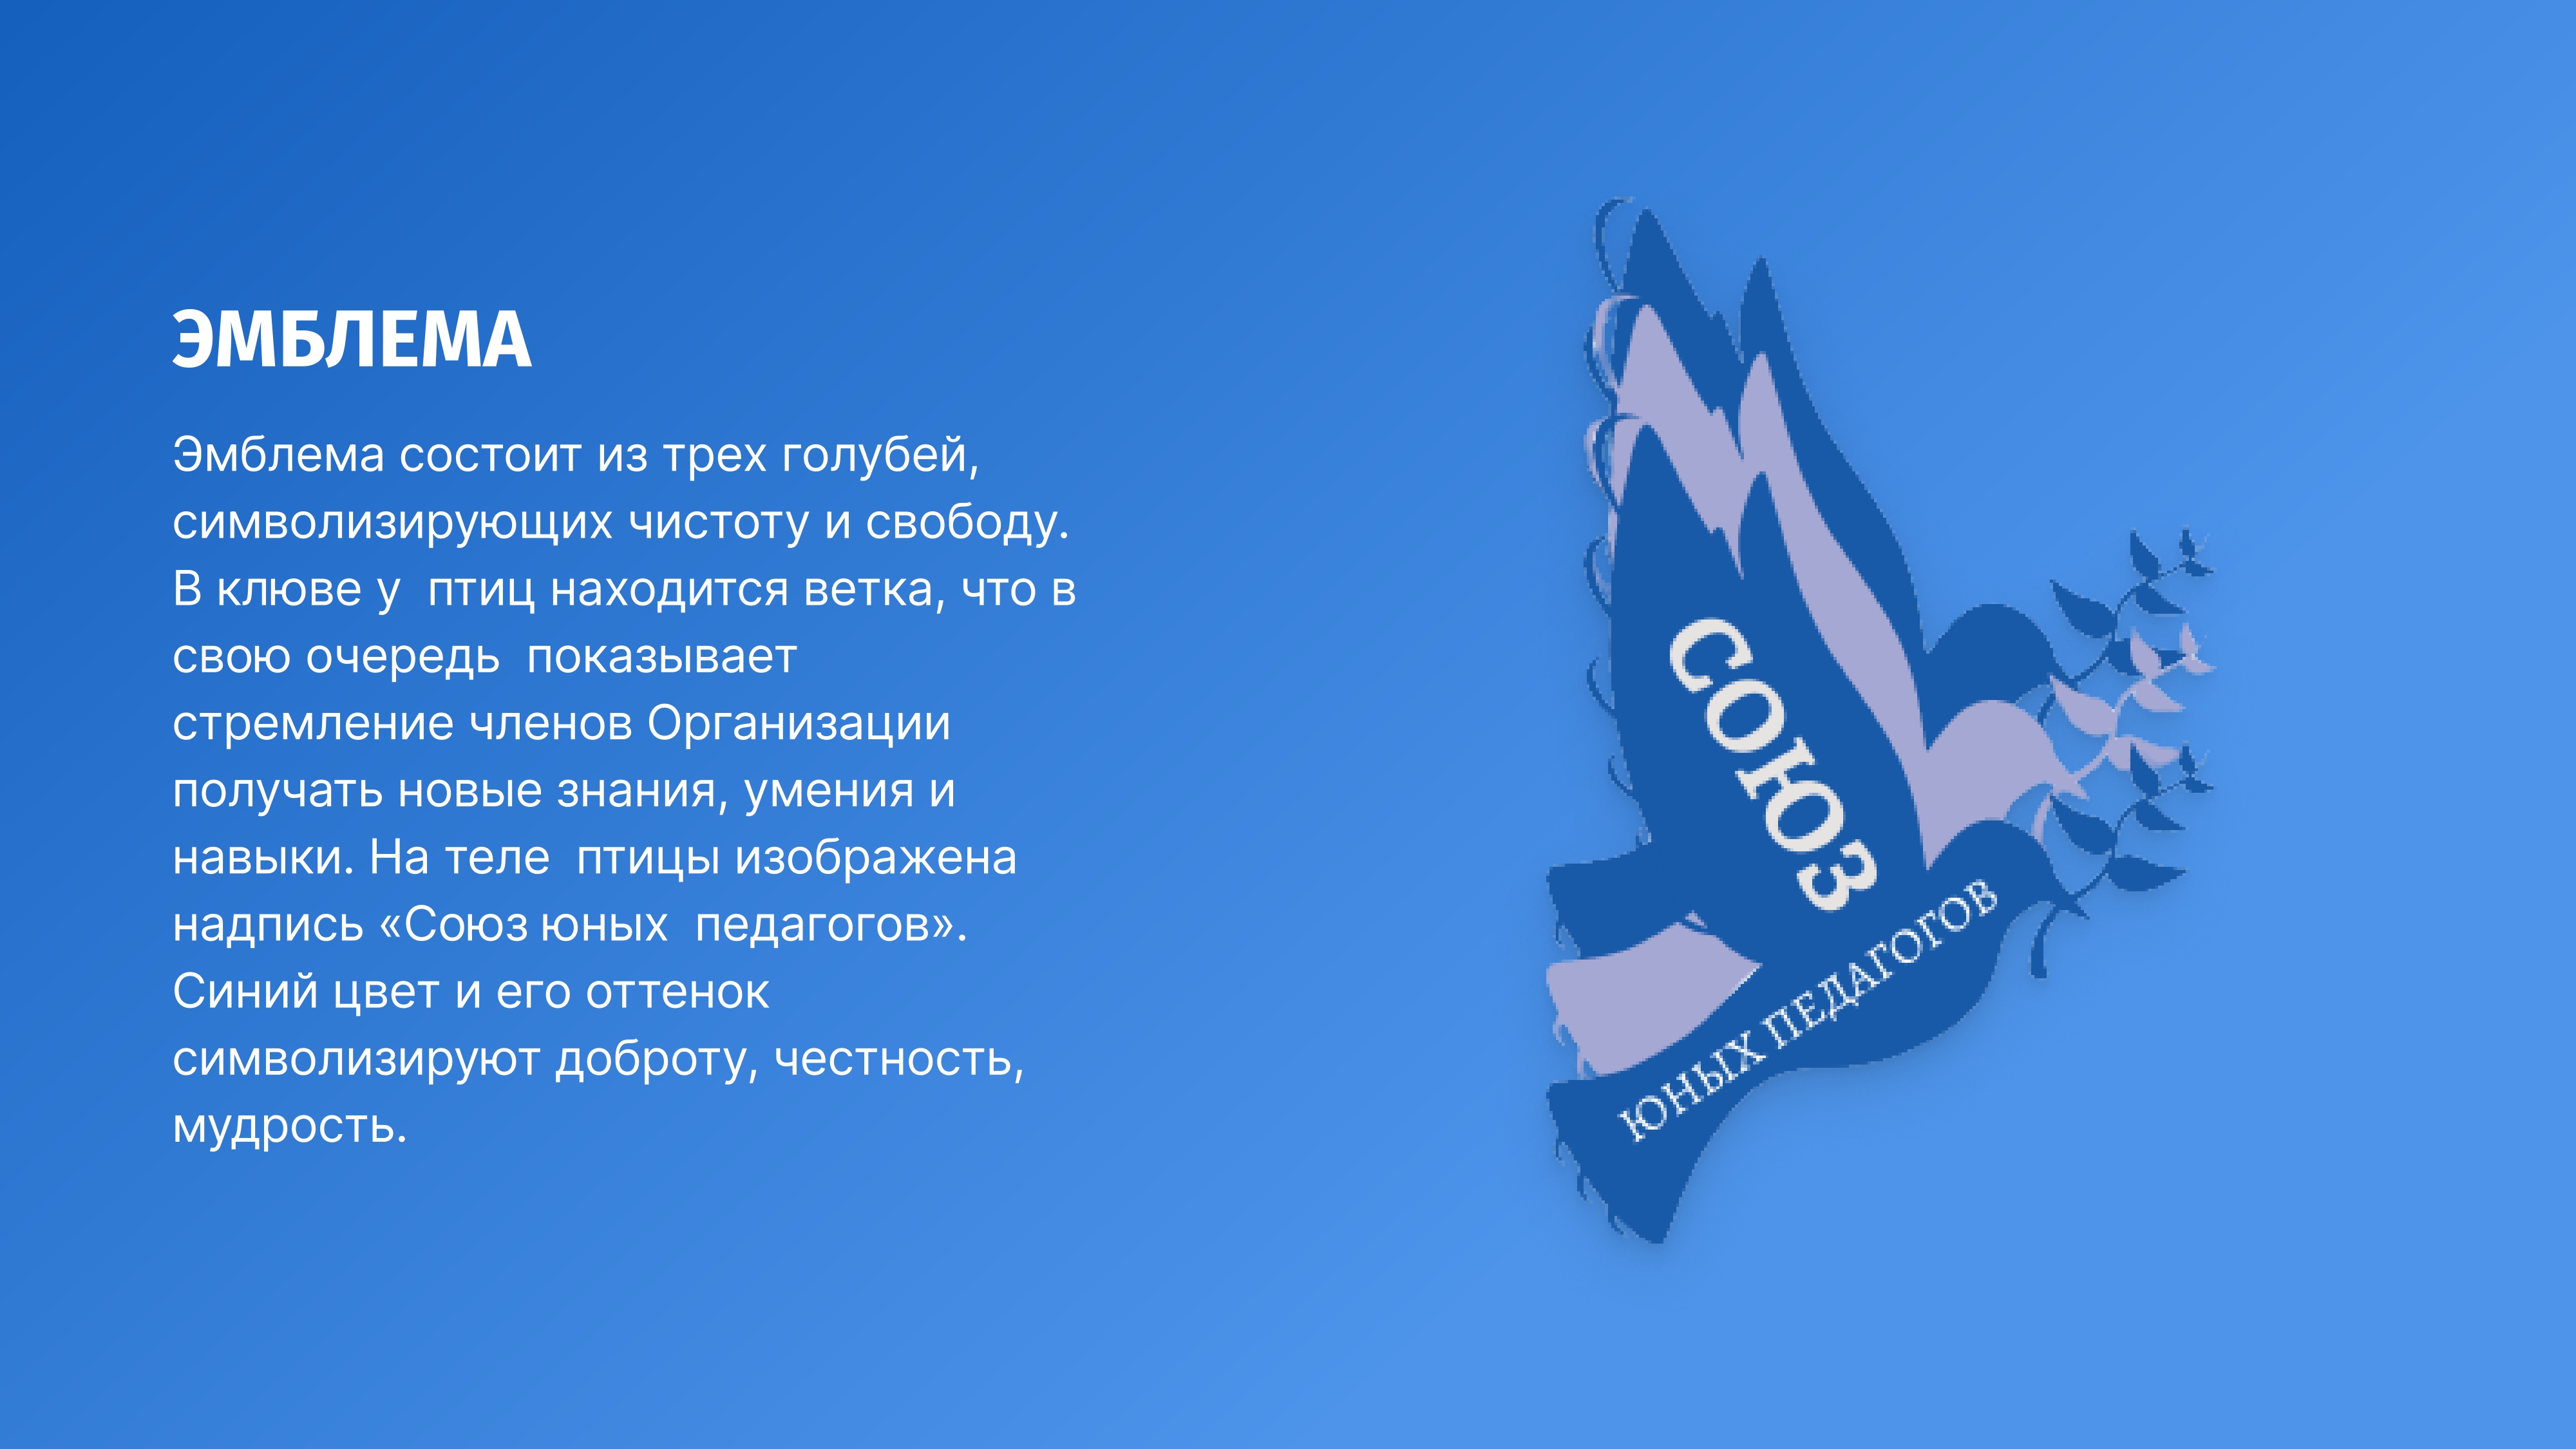 ЭМБЛЕМА
Эмблема состоит из трех голубей,
символизирующих чистоту и свободу.
В клюве у  птиц находится ветка, что в
свою очередь  показывает
стремление членов Организации
получать новые знания, умения и
навыки. На теле  птицы изображена
надпись «Союз юных  педагогов».
Синий цвет и его оттенок
символизируют доброту, честность,
мудрость.
СОЮЗ
ЮНЫХ ПЕДАГОГОВ